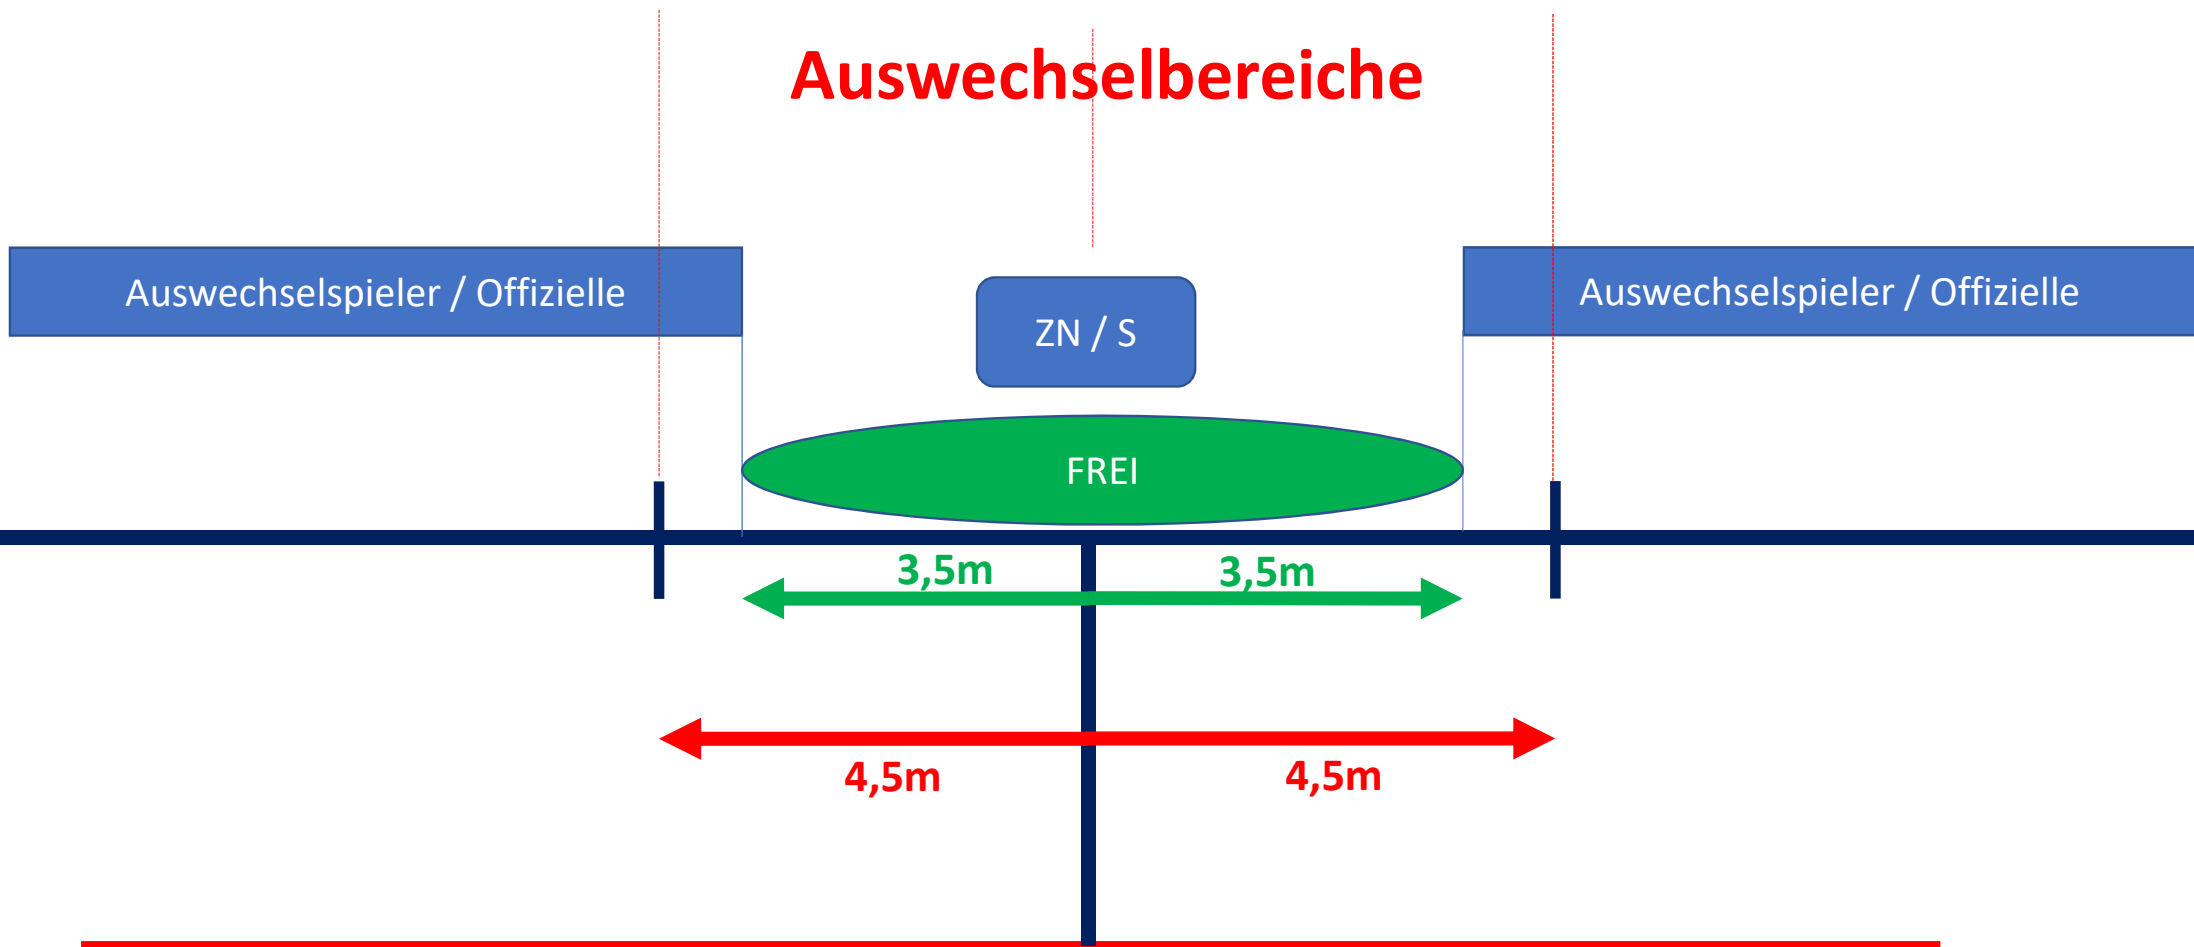 Auswechselbereiche
Auswechselspieler / Offizielle
ZN / S
Auswechselspieler / Offizielle
FREI
3,5m
3,5m
4,5m
4,5m